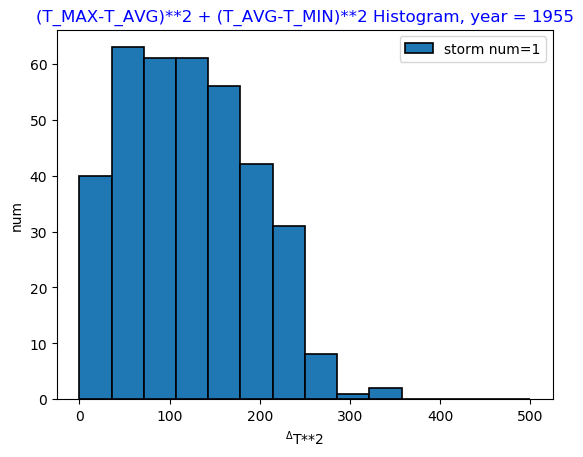 (T_MAX-T_AVG)**2 + (T_AVG-T_MIN)**2 Histogram, year = 1955
storm num=1
60
50
40
30
20
10
0
num
0 100 200 300 400 500
ΔT**2